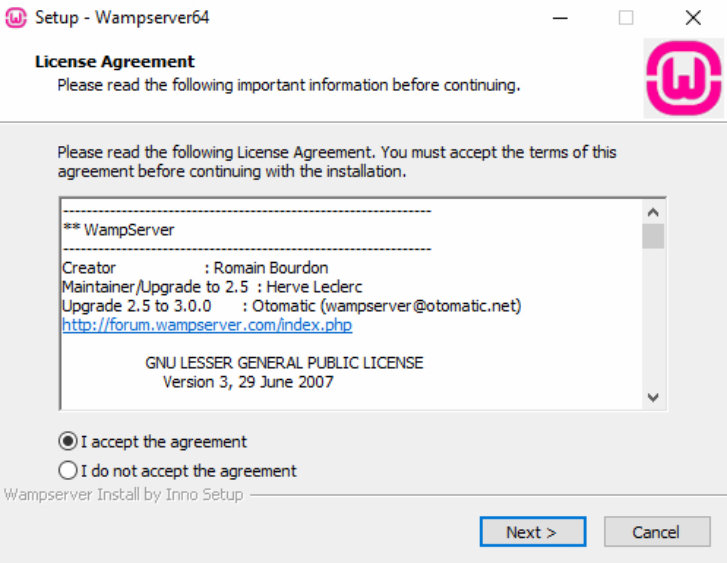 Setup - Wampserver64
License Agreement
Please read the following important information before continuing.
Please read the following License Agreement. You must accept the terms of this
agreement before continuing with the installation.
---------------------------------------------------------------
** WampServer
---------------------------------------------------------------
Creator : Romain Bourdon
Maintainer/Upgrade to 2.5 : Herve Leclerc
Upgrade 2.5 to 3.0.0 : Otomatic (wampserver@otomatic.net)
http://forum.wampserver.com/index.php
GNU LESSER GENERAL PUBLIC LICENSE
Version 3, 29 June 2007
I accept the agreement
I do not accept the agreement
Wampserver Install by Inno Setup
Next > Cancel